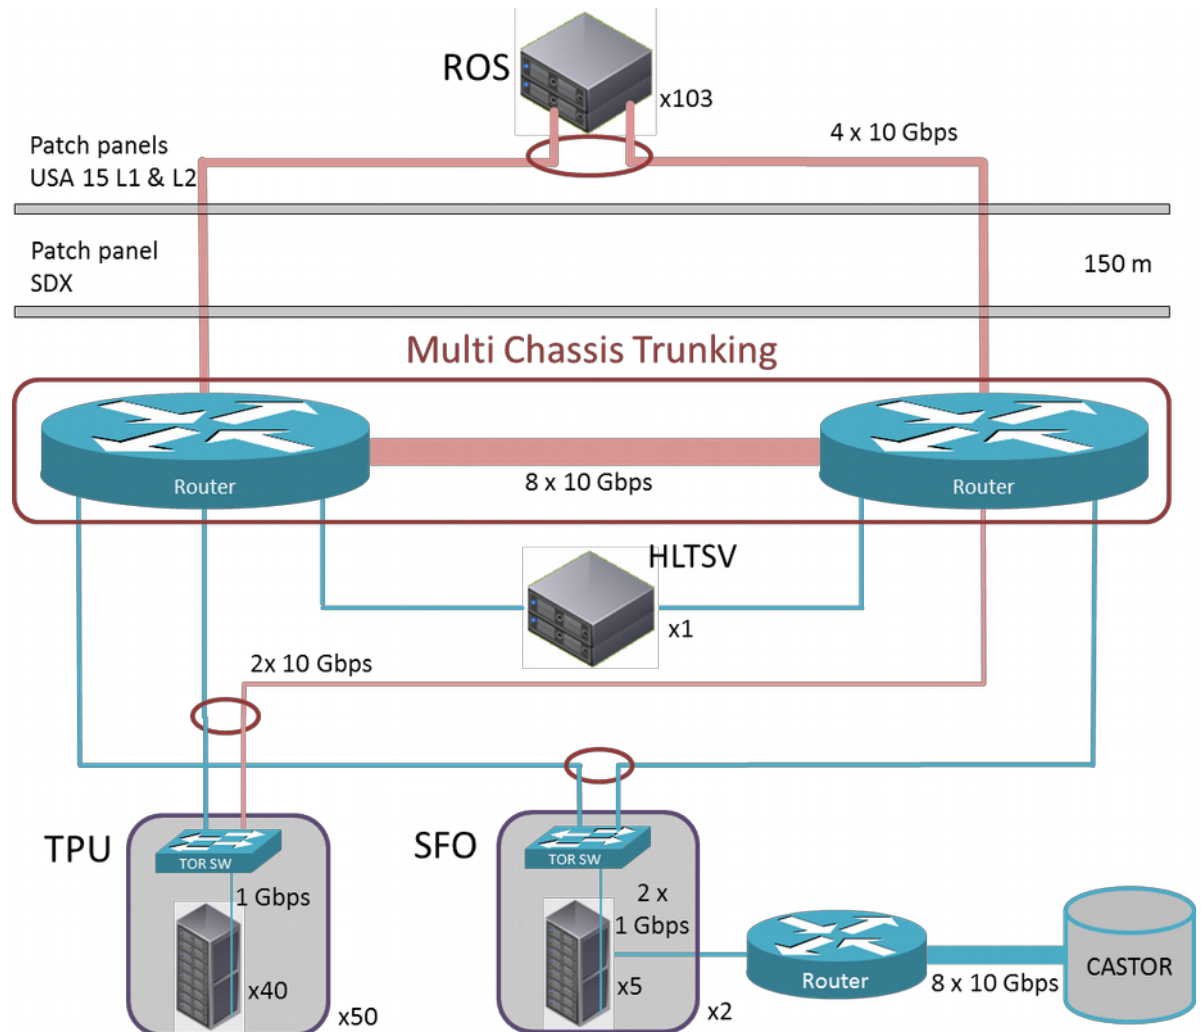 ROS
x103
4 x 10 Gbps
Patch panels
USA 15 L1 & L2
Patch panel
SDX
150 m
Multi Chassis Trunking
Router
8 x 10 Gbps
Router
HLTSV
x1
2x 10 Gbps
TPU
TOR SW
1 Gbps
x40
x50
SFO
TOR SW
2 x
1 Gbps
x5
x2
Router
8 x 10 Gbps
CASTOR